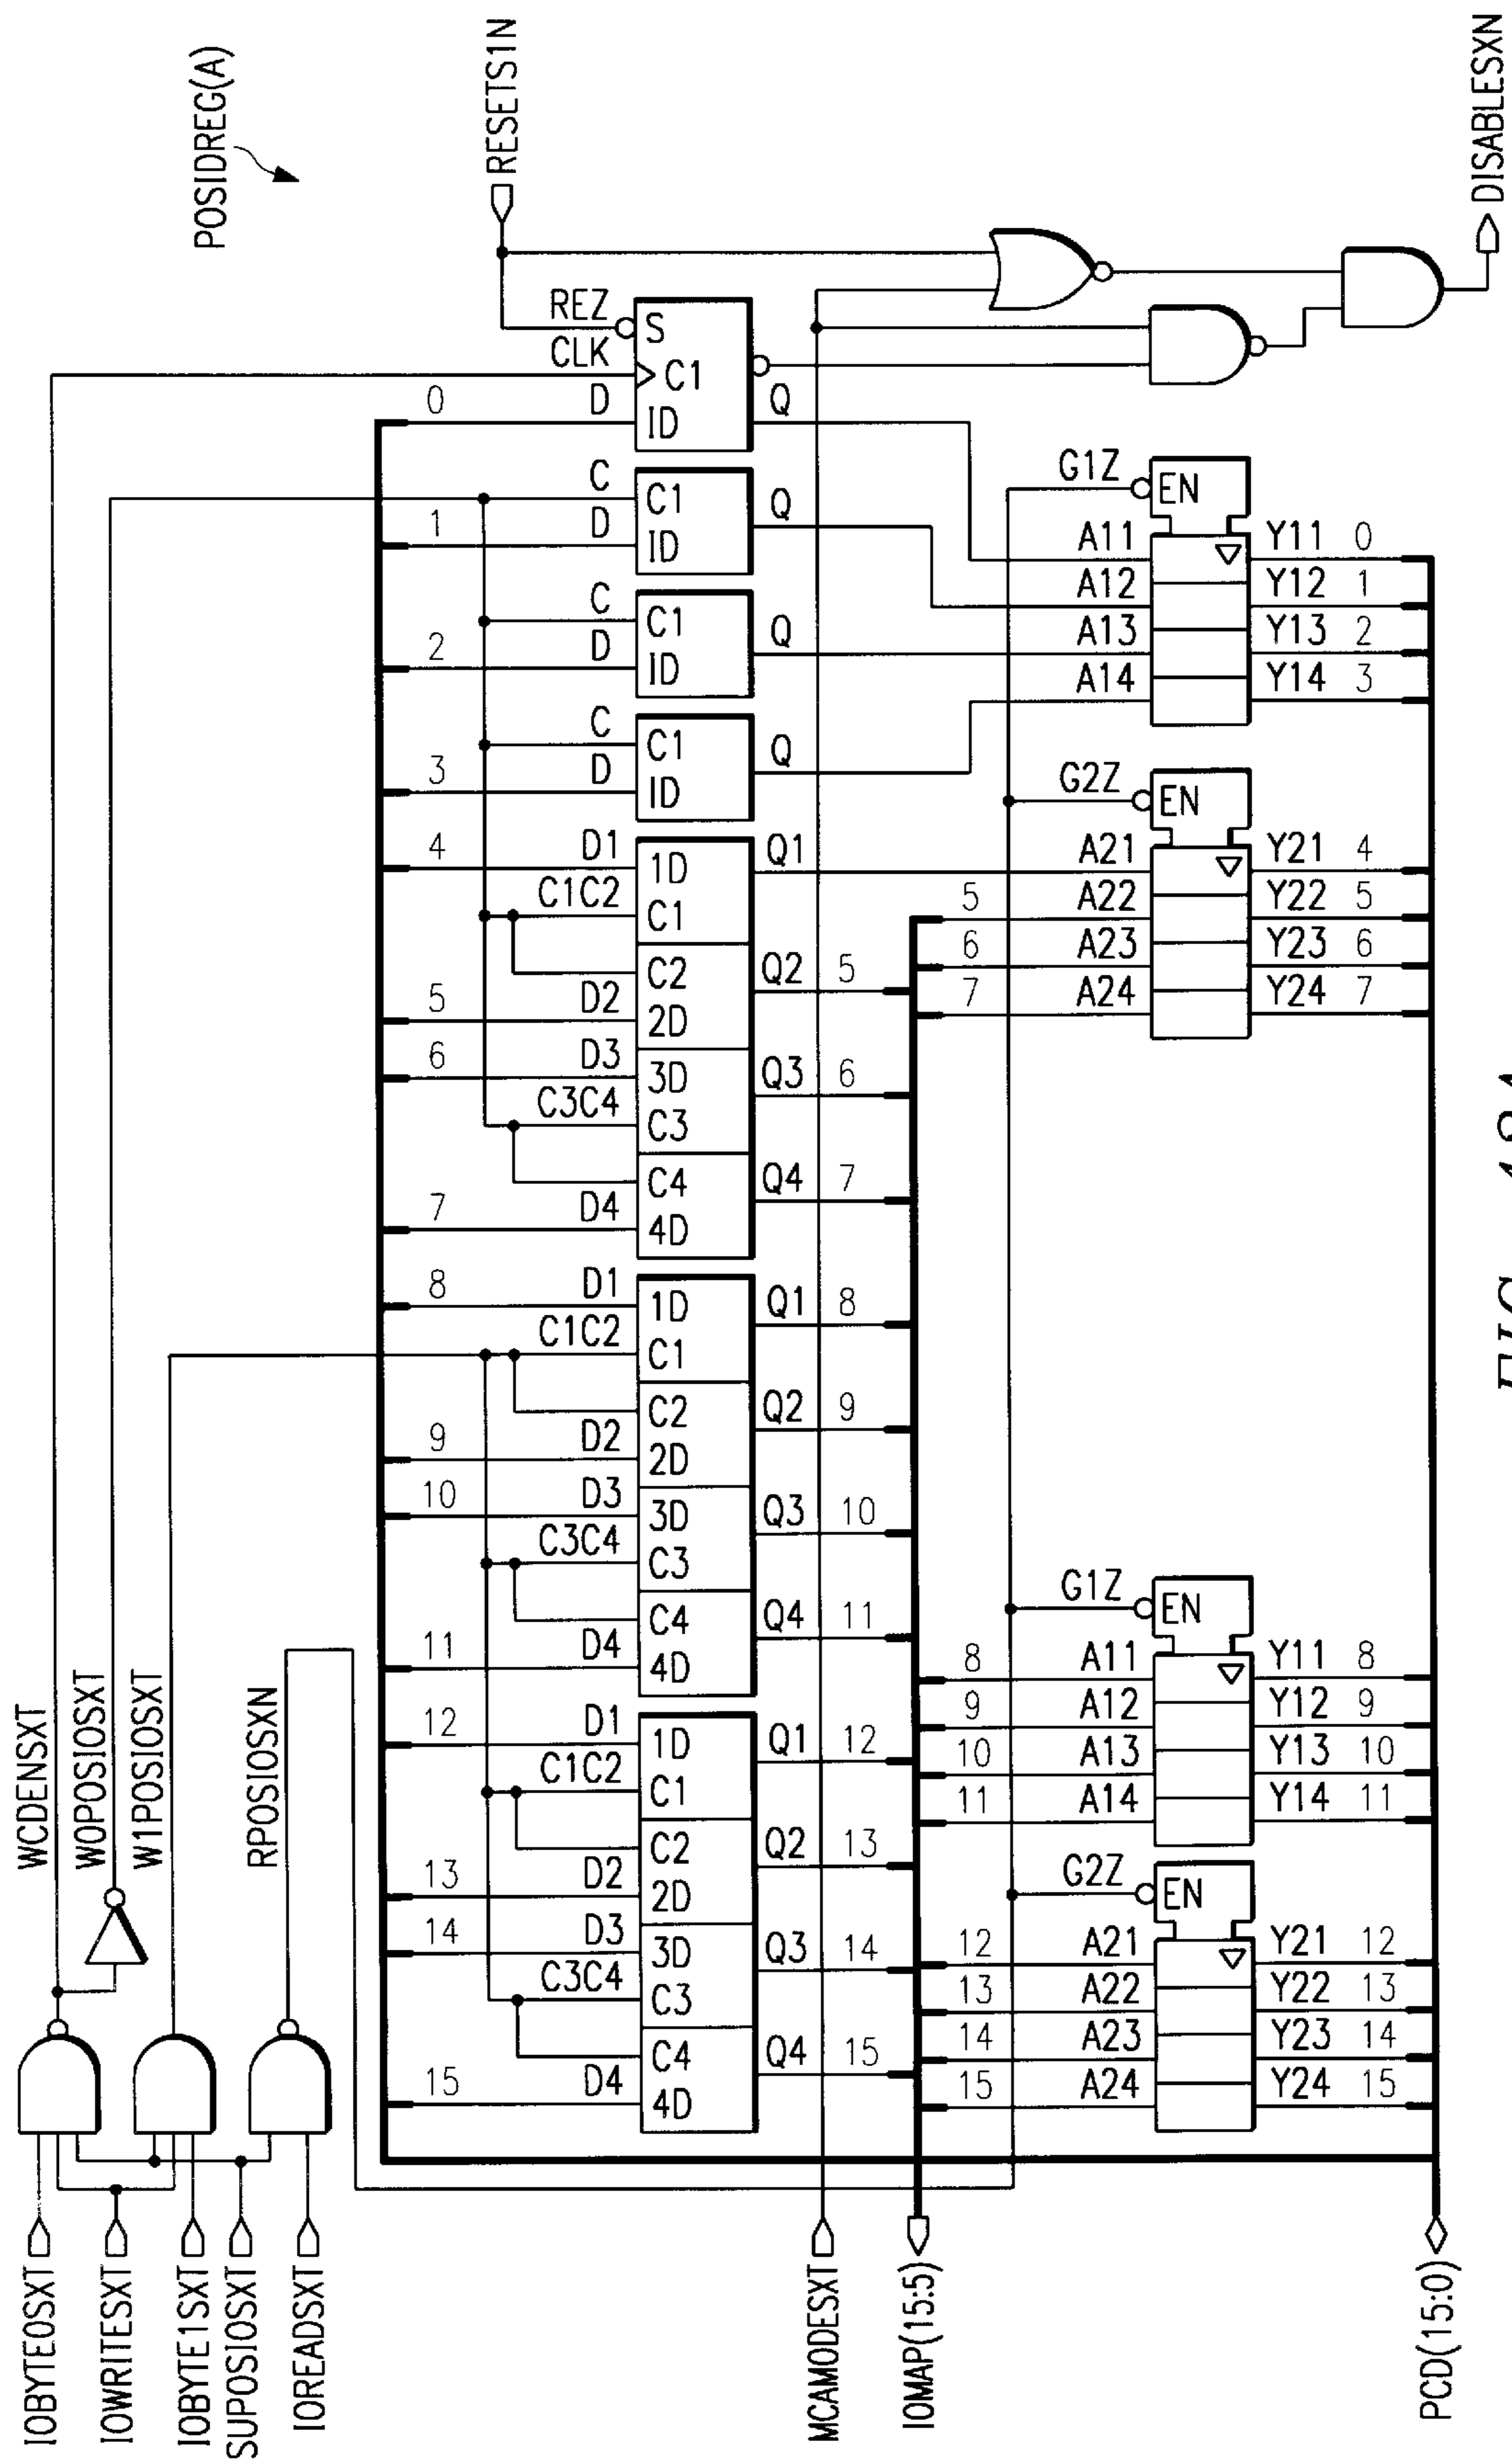 POSIDREG(A)
RESETS1N
WCDENSXT
W0POSIOSXT
W1POSIOSXT
RPOSIOSXN
IOBYTE0SXT
IOWRITESXT
IOBYTE1SXT
SUPOSIOSXT
IOREADSXT
MCAMODESXT
IOMAP(15:5)
PCD(15:0)
DISABLESXN
15 14 13 12 11 10 9 8 7 6 5 4 3 2 1 0
D4 C3C4 D3 D2 C1C2 D1
4D C4 C3 3D 2D C2 C1 1D
Q4 Q3 Q2 Q1
15 14 13 12
D4 C3C4 D3 D2 C1C2 D1
4D C4 C3 3D 2D C2 C1 1D
Q4 Q3 Q2 Q1
11 10 9 8
D4 C3C4 D3 D2 C1C2 D1
4D C4 C3 3D 2D C2 C1 1D
Q4 Q3 Q2 Q1
7 6 5
D C
ID C1
Q
D C
ID C1
Q
D C
ID C1
Q
D CLK REZ
ID C1 S
Q
15 14 13 12
A24 A23 A22 A21 G2Z
EN
Y24 Y23 Y22 Y21
15 14 13 12
11 10 9 8
A14 A13 A12 A11 G1Z
EN
Y14 Y13 Y12 Y11
11 10 9 8
7 6 5
A24 A23 A22 A21 G2Z
EN
Y24 Y23 Y22 Y21
7 6 5 4
A14 A13 A12 A11 G1Z
EN
Y14 Y13 Y12 Y11
3 2 1 0